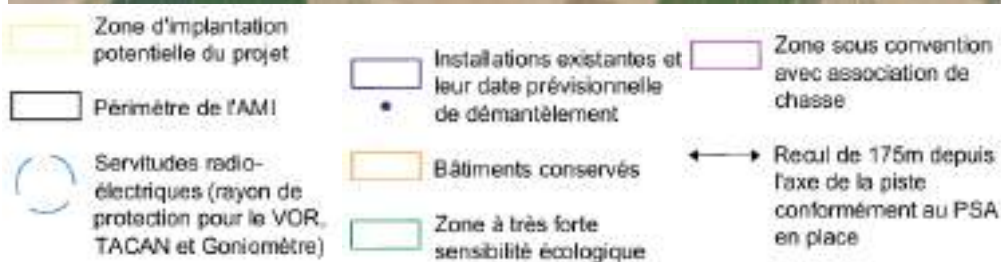 Zone d'implantation
potentielle du projet
Périmètre de l'AMI
Servitudes radio-
électriques (rayon de
protection pour le VOR,
TACAN et Goniomètre)
Installations existantes et
leur date prévisionnelle
de démantèlement
Bâtiments conservés
Zone à très forte
sensibilité écologique
Zone sous convention
avec association de
chasse
Recul de 175m depuis
l'axe de la piste
conformément au PSA
en place